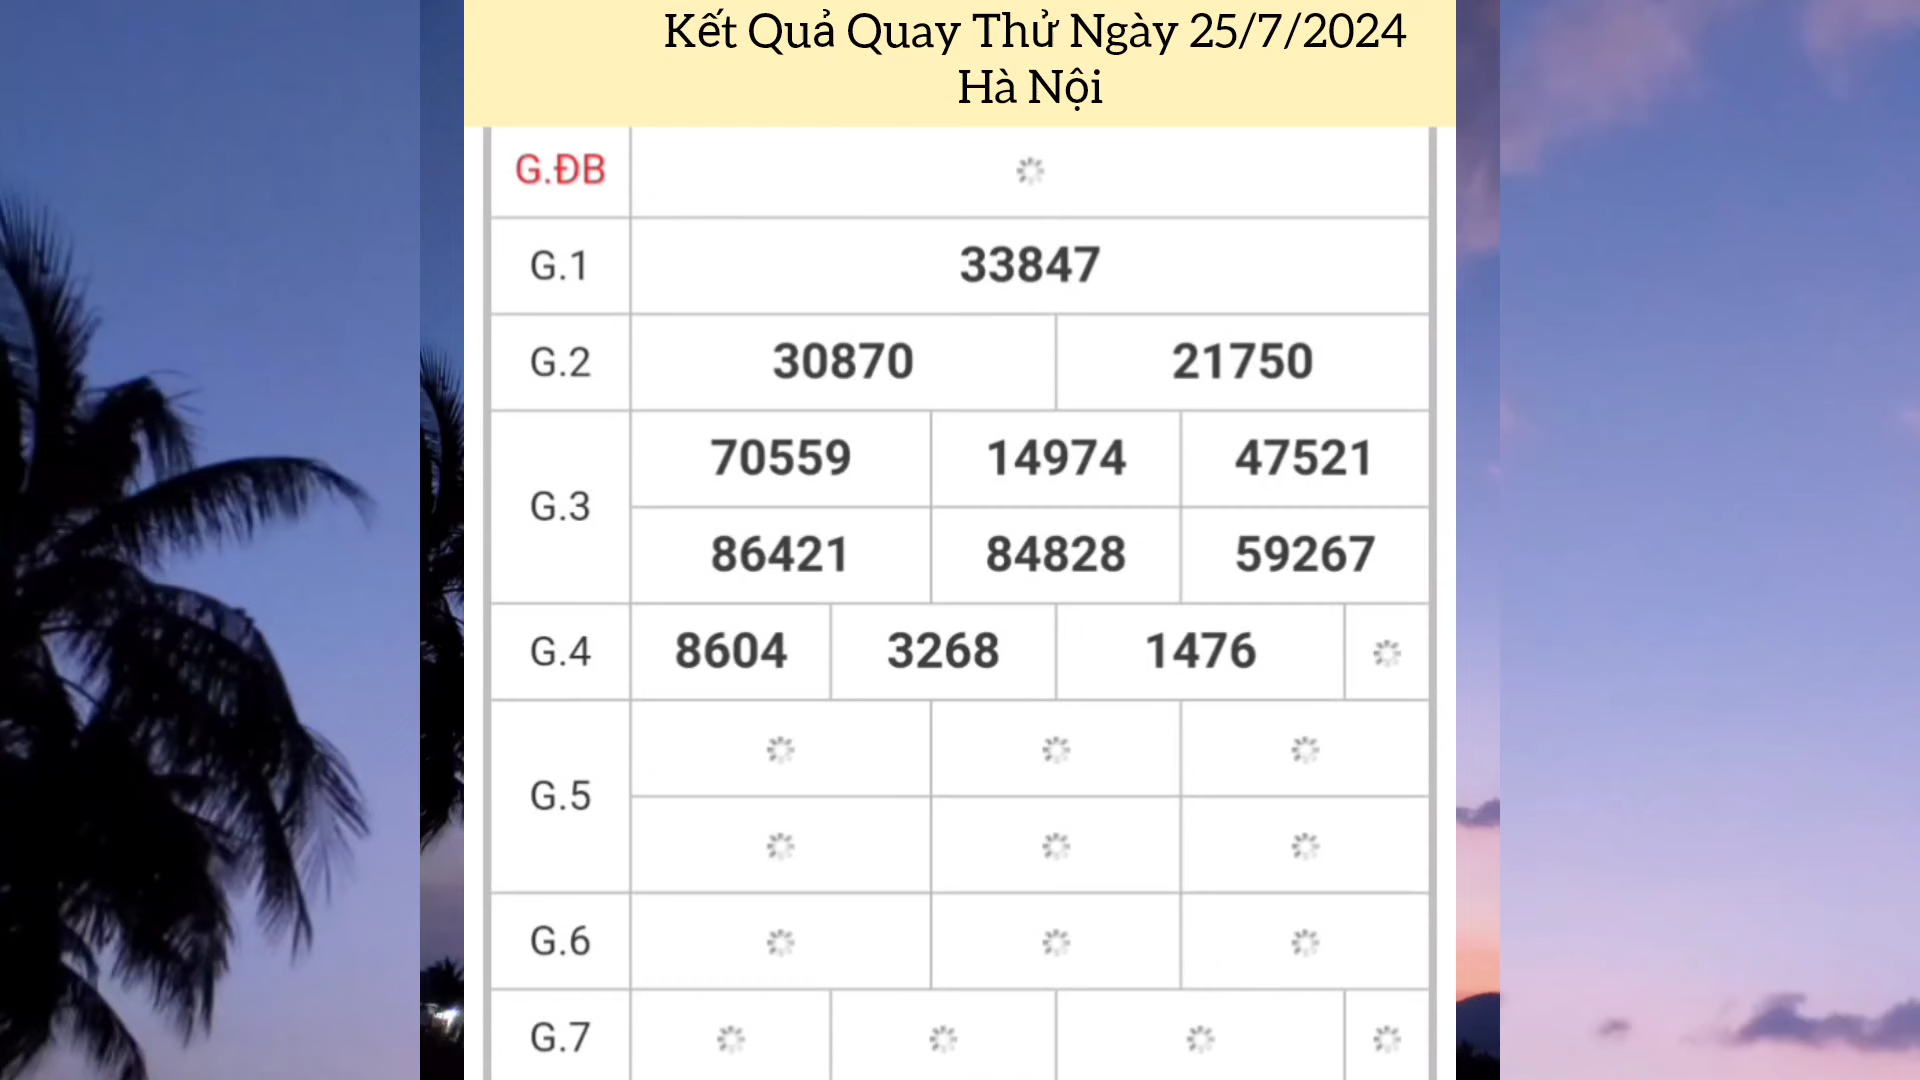 Kết Quả Quay Thử Ngày 25/7/2024
Hà Nội
G.ĐB
G.1 33847
G.2 30870 21750
G.3
70559 14974 47521
86421 84828 59267
G.4 8604 3268 1476
G.5
G.6
G.7